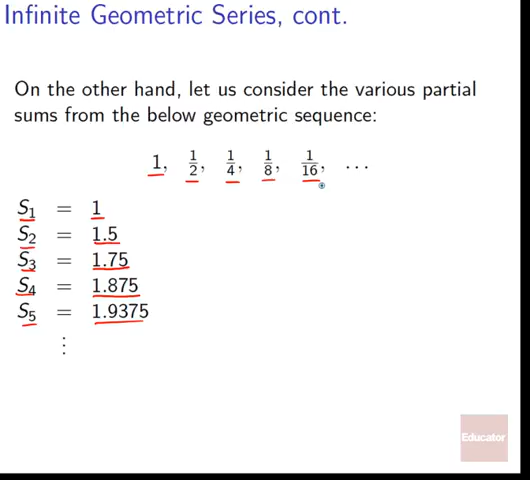 Infinite Geometric Series, cont.
On the other hand, let us consider the various partial
sums from the below geometric sequence:
1, 1/2, 1/4, 1/8, 1/16, ...
S₁ = 1
S₂ = 1.5
S₃ = 1.75
S₄ = 1.875
S₅ = 1.9375
⋮
Educator